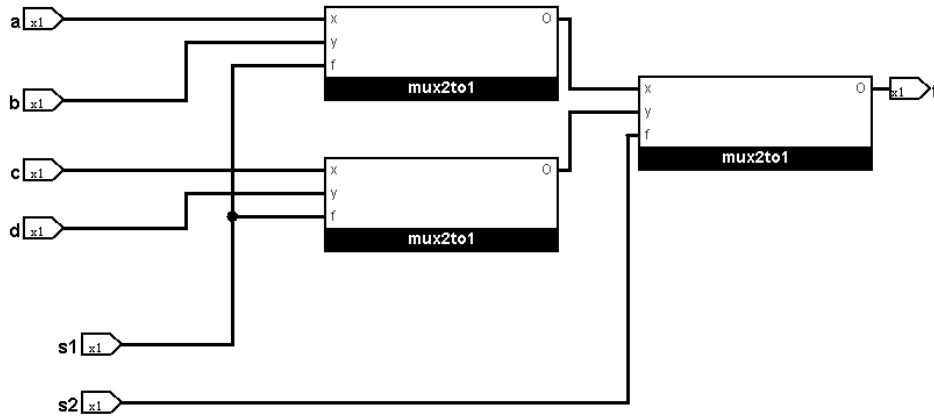 a x1 x O
y
f
b x1
mux2to1
x O
y
f
mux2to1
x1
c x1 x O
y
d x1
f
mux2to1
s1 x1
s2 x1